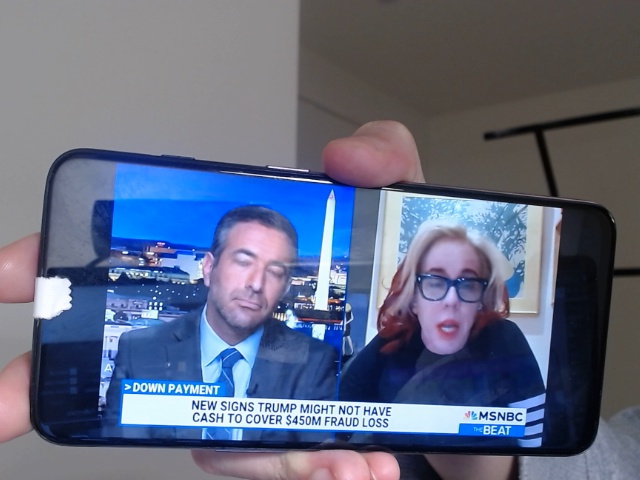 >DOWN PAYMENT
NEW SIGNS TRUMP MIGHT NOT HAVE
CASH TO COVER $450M FRAUD LOSS
MSNBC
THE BEAT